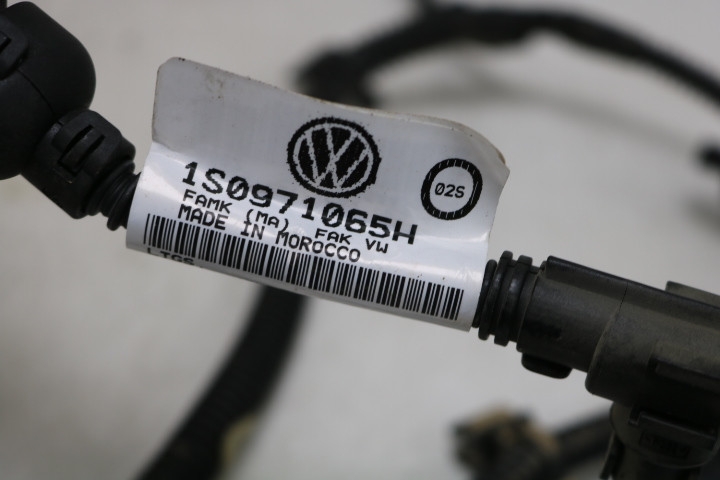 1S0971065H
02S
FAMK (MA) FAK VW
MADE IN MOROCCO